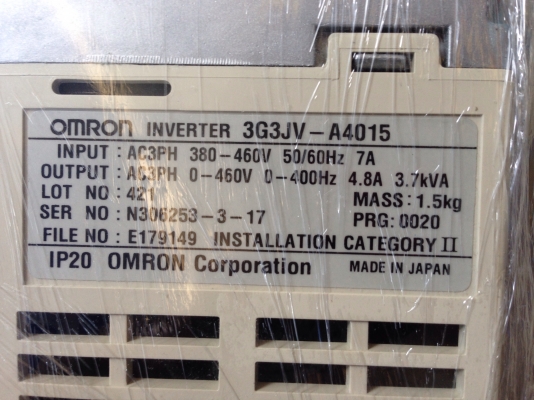 OMRON INVERTER 3G3JV-A4015
INPUT : AC3PH 380-460V 50/60Hz 7A
OUTPUT : AC3PH 0-460V 0-400Hz 4.8A 3.7kVA
LOT NO : 421 MASS : 1.5kg
SER NO : N306253-3-17 PRG: 0020
FILE NO : E179149 INSTALLATION CATEGORY II
IP20 OMRON Corporation MADE IN JAPAN